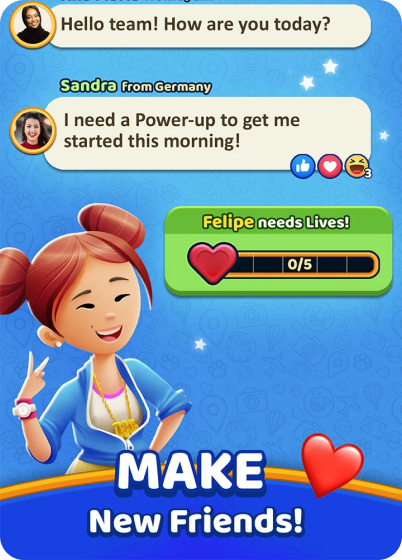 Hello team! How are you today?
Sandra from Germany
I need a Power-up to get me
started this morning!
3
Felipe needs Lives!
0/5
MAKE
New Friends!